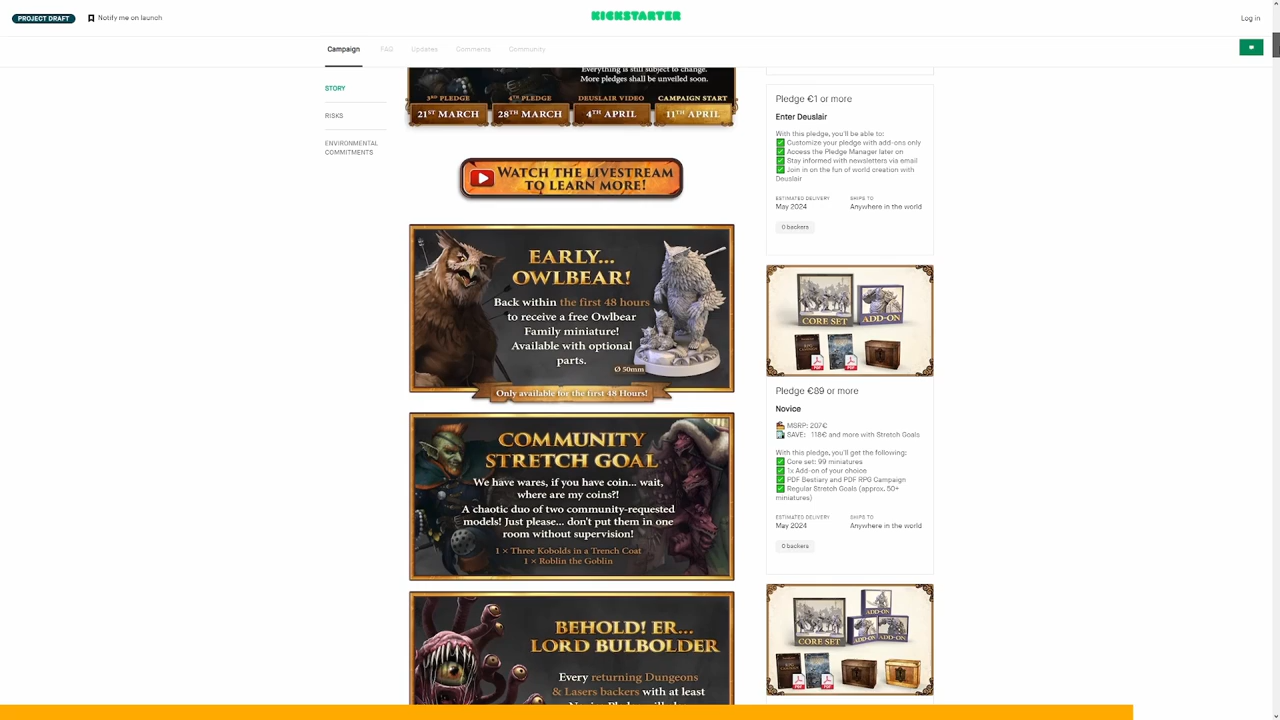 PROJECT DRAFT
Notify me on launch
KICKSTARTER
Log in
Campaign
FAQ
Updates
Comments
Community
STORY
RISKS
ENVIRONMENTAL
COMMITMENTS
Everything is still subject to change.
More pledges shall be unveiled soon.
3RD PLEDGE
4TH PLEDGE
DEUSLAIR VIDEO
CAMPAIGN START
21ST MARCH
28TH MARCH
4TH APRIL
11TH APRIL
WATCH THE LIVESTREAM
TO LEARN MORE!
EARLY...
OWLBEAR!
Back within the first 48 hours
to receive a free Owlbear
Family miniature!
Available with optional
parts.
Ø 50mm
Only available for the first 48 Hours!
COMMUNITY
STRETCH GOAL
We have wares, if you have coin... wait,
where are my coins?!
A chaotic duo of two community-requested
models! Just please... don't put them in one
room without supervision!
1 × Three Kobolds in a Trench Coat
1 × Roblin the Goblin
BEHOLD! ER...
LORD BULBOLDER
Every returning Dungeons
& Lasers backers with at least
Pledge €1 or more
Enter Deuslair
With this pledge, you'll be able to:
✅ Customize your pledge with add-ons only
✅ Access the Pledge Manager later on
✅ Stay informed with newsletters via email
✅ Join in on the fun of world creation with
Deuslair
ESTIMATED DELIVERY
SHIPS TO
May 2024
Anywhere in the world
0 backers
CORE SET
ADD-ON
PDF
PDF
Pledge €89 or more
Novice
MSRP: 207€
SAVE: 118€ and more with Stretch Goals
With this pledge, you'll get the following:
✅ Core set: 99 miniatures
✅ 1x Add-on of your choice
✅ PDF Bestiary and PDF RPG Campaign
✅ Regular Stretch Goals (approx. 50+
miniatures)
ESTIMATED DELIVERY
SHIPS TO
May 2024
Anywhere in the world
0 backers
ADD-ON
CORE SET
ADD-ON
ADD-ON
PDF
PDF